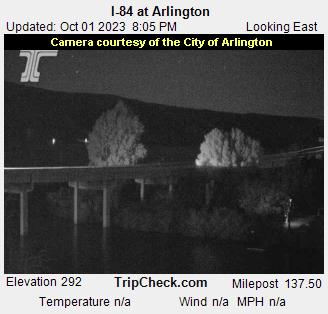 I-84 at Arlington
Updated: Oct 01 2023 8:05 PM Looking East
Camera courtesy of the City of Arlington
Elevation 292 TripCheck.com Milepost 137.50
Temperature n/a Wind n/a MPH n/a